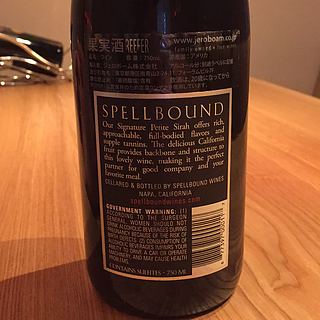 果実酒 REEFER
www.jeroboam.co.jp
SPELLBOUND
Our Signature Petite Sirah offers rich,
approachable, full-bodied flavors and
supple tannins. The delicious California
fruit provides backbone and structure to
this lovely wine, making it the perfect
partner for good company and your
favorite meal.
CELLARED & BOTTLED BY SPELLBOUND WINES
NAPA, CALIFORNIA
spellboundwines.com
GOVERNMENT WARNING: (1)
ACCORDING TO THE SURGEON
GENERAL, WOMEN SHOULD NOT
DRINK ALCOHOLIC BEVERAGES DURING
PREGNANCY BECAUSE OF THE RISK OF
BIRTH DEFECTS. (2) CONSUMPTION OF
ALCOHOLIC BEVERAGES IMPAIRS YOUR
ABILITY TO DRIVE A CAR OR OPERATE
MACHINERY, AND MAY CAUSE HEALTH
PROBLEMS.
CONTAINS SULFITES - 750 ML